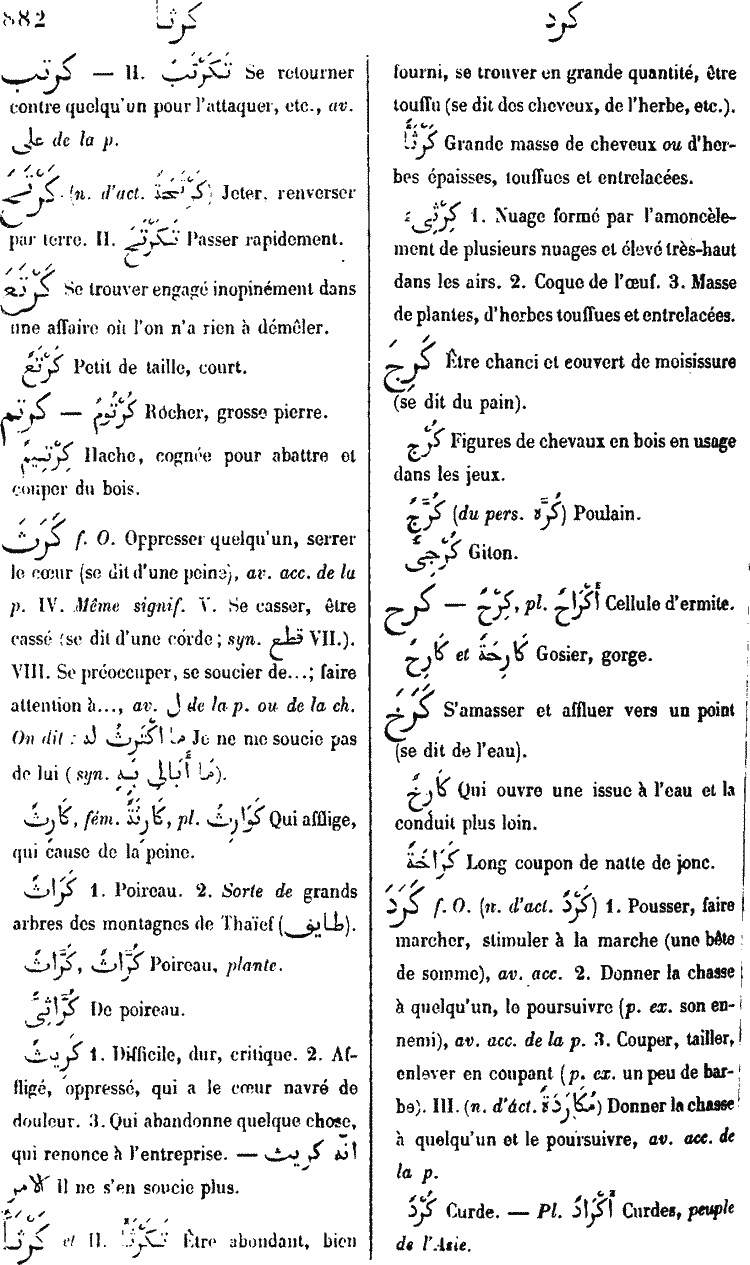 882 كرثأ كرد
كرتب — II. تَكَرْتَبَ Se retourner
contre quelqu'un pour l'attaquer, etc., av.
على de la p.
كَرْتَحَ (n. d'act. كَرْتَحَة) Jeter, renverser
par terre. II. تَكَرْتَحَ Passer rapidement.
كَرْتَعَ Se trouver engagé inopinément dans
une affaire où l'on n'a rien à démêler.
كَرْتَعٌ Petit de taille, court.
كرتم — كُرْتُومٌ Rócher, grosse pierre.
كِرْتِيمٌ Hache, cognée pour abattre et
couper du bois.
كَرَثَ f. O. Oppresser quelqu'un, serrer
le cœur (se dit d'une peine), av. acc. de la
p. IV. Même signif. V. Se casser, être
cassé (se dit d'une corde; syn. قطع VII.).
VIII. Se préoccuper, se soucier de...; faire
attention à..., av. ل de la p. ou de la ch.
On dit : مَا أَكْتَرِثُ لَهُ Je ne me soucie pas
de lui (syn. مَا أُبَالِي بِهِ).
كَارِثٌ, fém. كَارِثَةٌ, pl. كَوَارِثُ Qui afflige,
qui cause de la peine.
كَرَاثٌ 1. Poireau. 2. Sorte de grands
arbres des montagnes de Thaïef (طايف).
كَرَّاثٌ, كُرَّاثٌ Poireau, plante.
كُرَّاثِىٌّ De poireau.
كَرِيثٌ 1. Difficile, dur, critique. 2. Af-
fligé, oppressé, qui a le cœur navré de
douleur. 3. Qui abandonne quelque chose,
qui renonce à l'entreprise. — انّه كريث
الامر Il ne s'en soucie plus.
كَرْثَأَ et II. تَكَرْثَأَ Être abondant, bien
fourni, se trouver en grande quantité, être
touffu (se dit des cheveux, de l'herbe, etc.).
كَرْثَأٌ Grande masse de cheveux ou d'her-
bes épaisses, touffues et entrelacées.
كِرْثِىء 1. Nuage formé par l'amoncèle-
ment de plusieurs nuages et élevé très-haut
dans les airs. 2. Coque de l'œuf. 3. Masse
de plantes, d'herbes touffues et entrelacées.
كَرِجَ Être chanci et couvert de moisissure
(se dit du pain).
كُرَّج Figures de chevaux en bois en usage
dans les jeux.
كُرَّجٌ (du pers. كُرَّه) Poulain.
كُرَّجِىٌّ Giton.
كرح — كِرْحٌ, pl. أَكْرَاحٌ Cellule d'ermite.
كَارِحٌ et كَارِحَةٌ Gosier, gorge.
كَرَخَ S'amasser et affluer vers un point
(se dit de l'eau).
كَارِخٌ Qui ouvre une issue à l'eau et la
conduit plus loin.
كَرَاخَةٌ Long coupon de natte de jonc.
كَرَدَ f. O. (n. d'act. كَرْدٌ) 1. Pousser, faire
marcher, stimuler à la marche (une bête
de somme), av. acc. 2. Donner la chasse
à quelqu'un, le poursuivre (p. ex. son en-
nemi), av. acc. de la p. 3. Couper, tailler,
enlever en coupant (p. ex. un peu de bar-
be). III. (n. d'act. مُكَارَدَةٌ) Donner la chasse
à quelqu'un et le poursuivre, av. acc. de
la p.
كُرْدٌ Curde. — Pl. أَكْرَادٌ Curdes, peuple
de l'Asie.